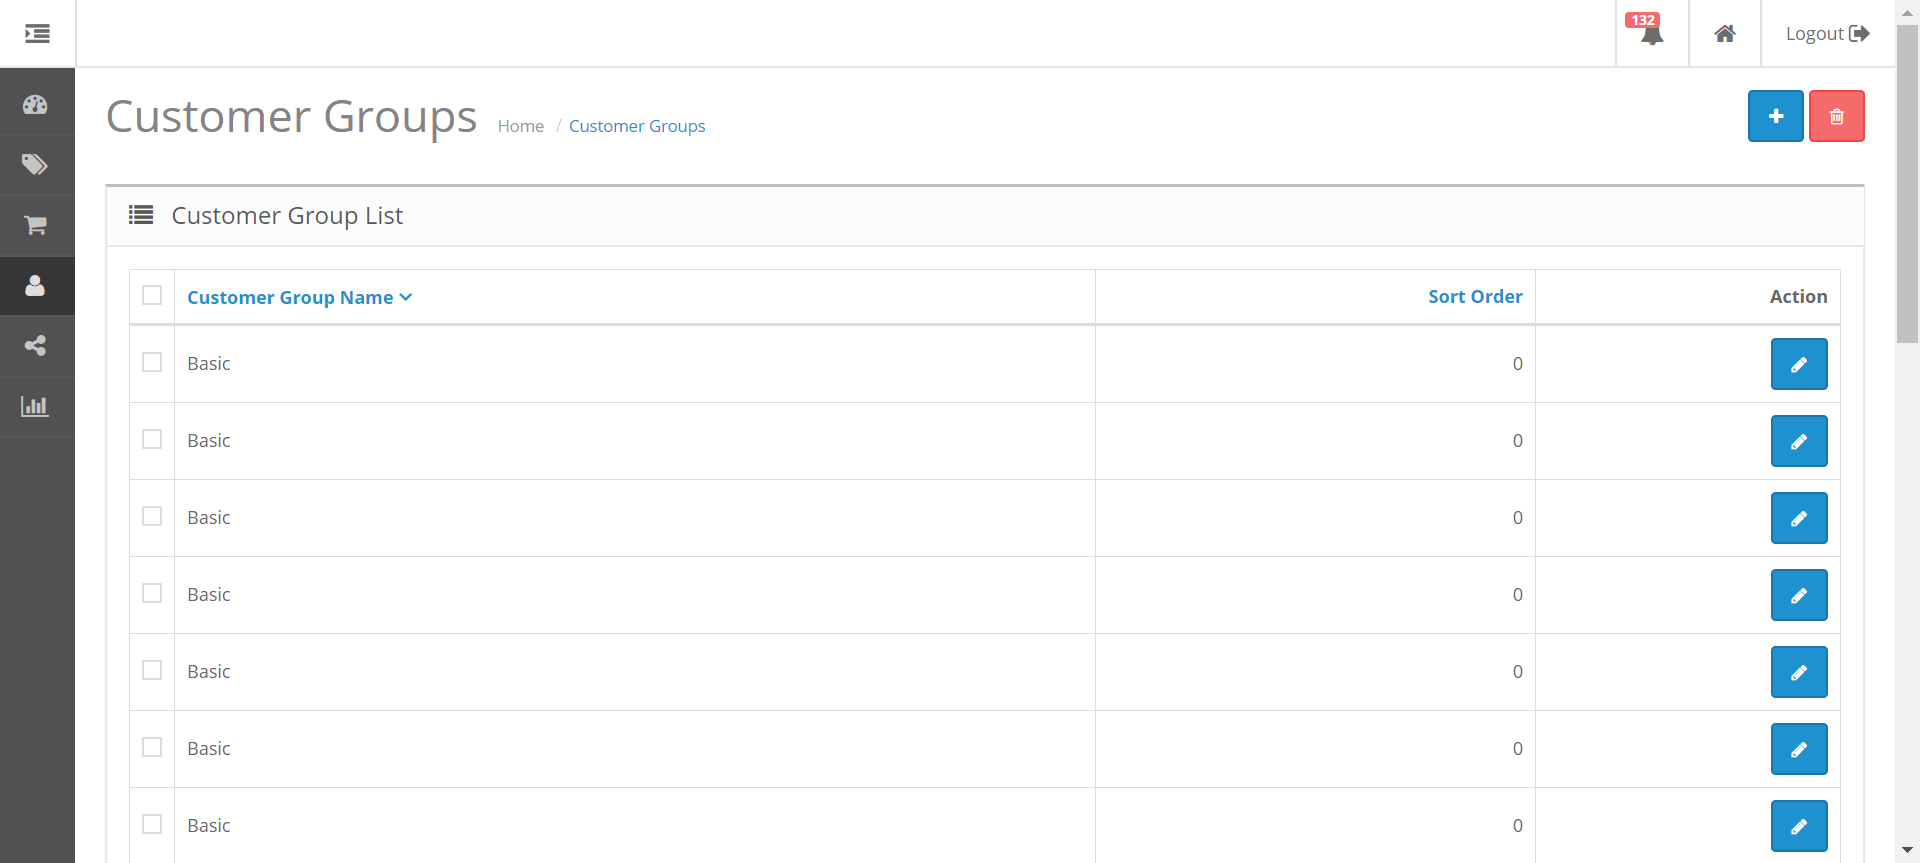 132
Logout
Customer Groups
Home / Customer Groups
Customer Group List
Customer Group Name Sort Order Action
Basic 0
Basic 0
Basic 0
Basic 0
Basic 0
Basic 0
Basic 0